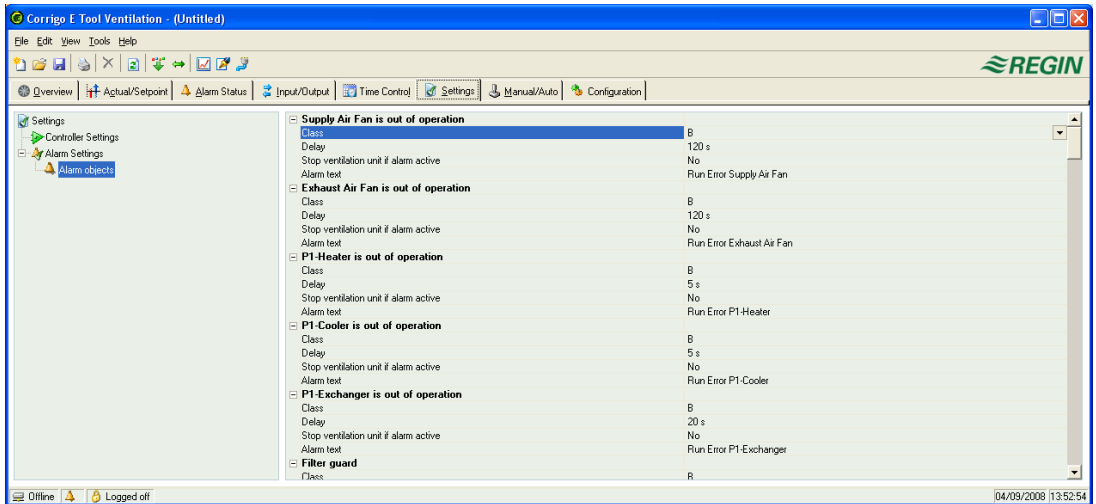 Corrigo E Tool Ventilation - (Untitled)
File Edit View Tools Help
REGIN
Overview Actual/Setpoint Alarm Status Input/Output Time Control Settings Manual/Auto Configuration
Settings
Controller Settings
Alarm Settings
Alarm objects
Supply Air Fan is out of operation
Class B
Delay 120 s
Stop ventilation unit if alarm active No
Alarm text Run Error Supply Air Fan
Exhaust Air Fan is out of operation
Class B
Delay 120 s
Stop ventilation unit if alarm active No
Alarm text Run Error Exhaust Air Fan
P1-Heater is out of operation
Class B
Delay 5 s
Stop ventilation unit if alarm active No
Alarm text Run Error P1-Heater
P1-Cooler is out of operation
Class B
Delay 5 s
Stop ventilation unit if alarm active No
Alarm text Run Error P1-Cooler
P1-Exchanger is out of operation
Class B
Delay 20 s
Stop ventilation unit if alarm active No
Alarm text Run Error P1-Exchanger
Filter guard
Class B
Offline Logged off 04/09/2008 13:52:54